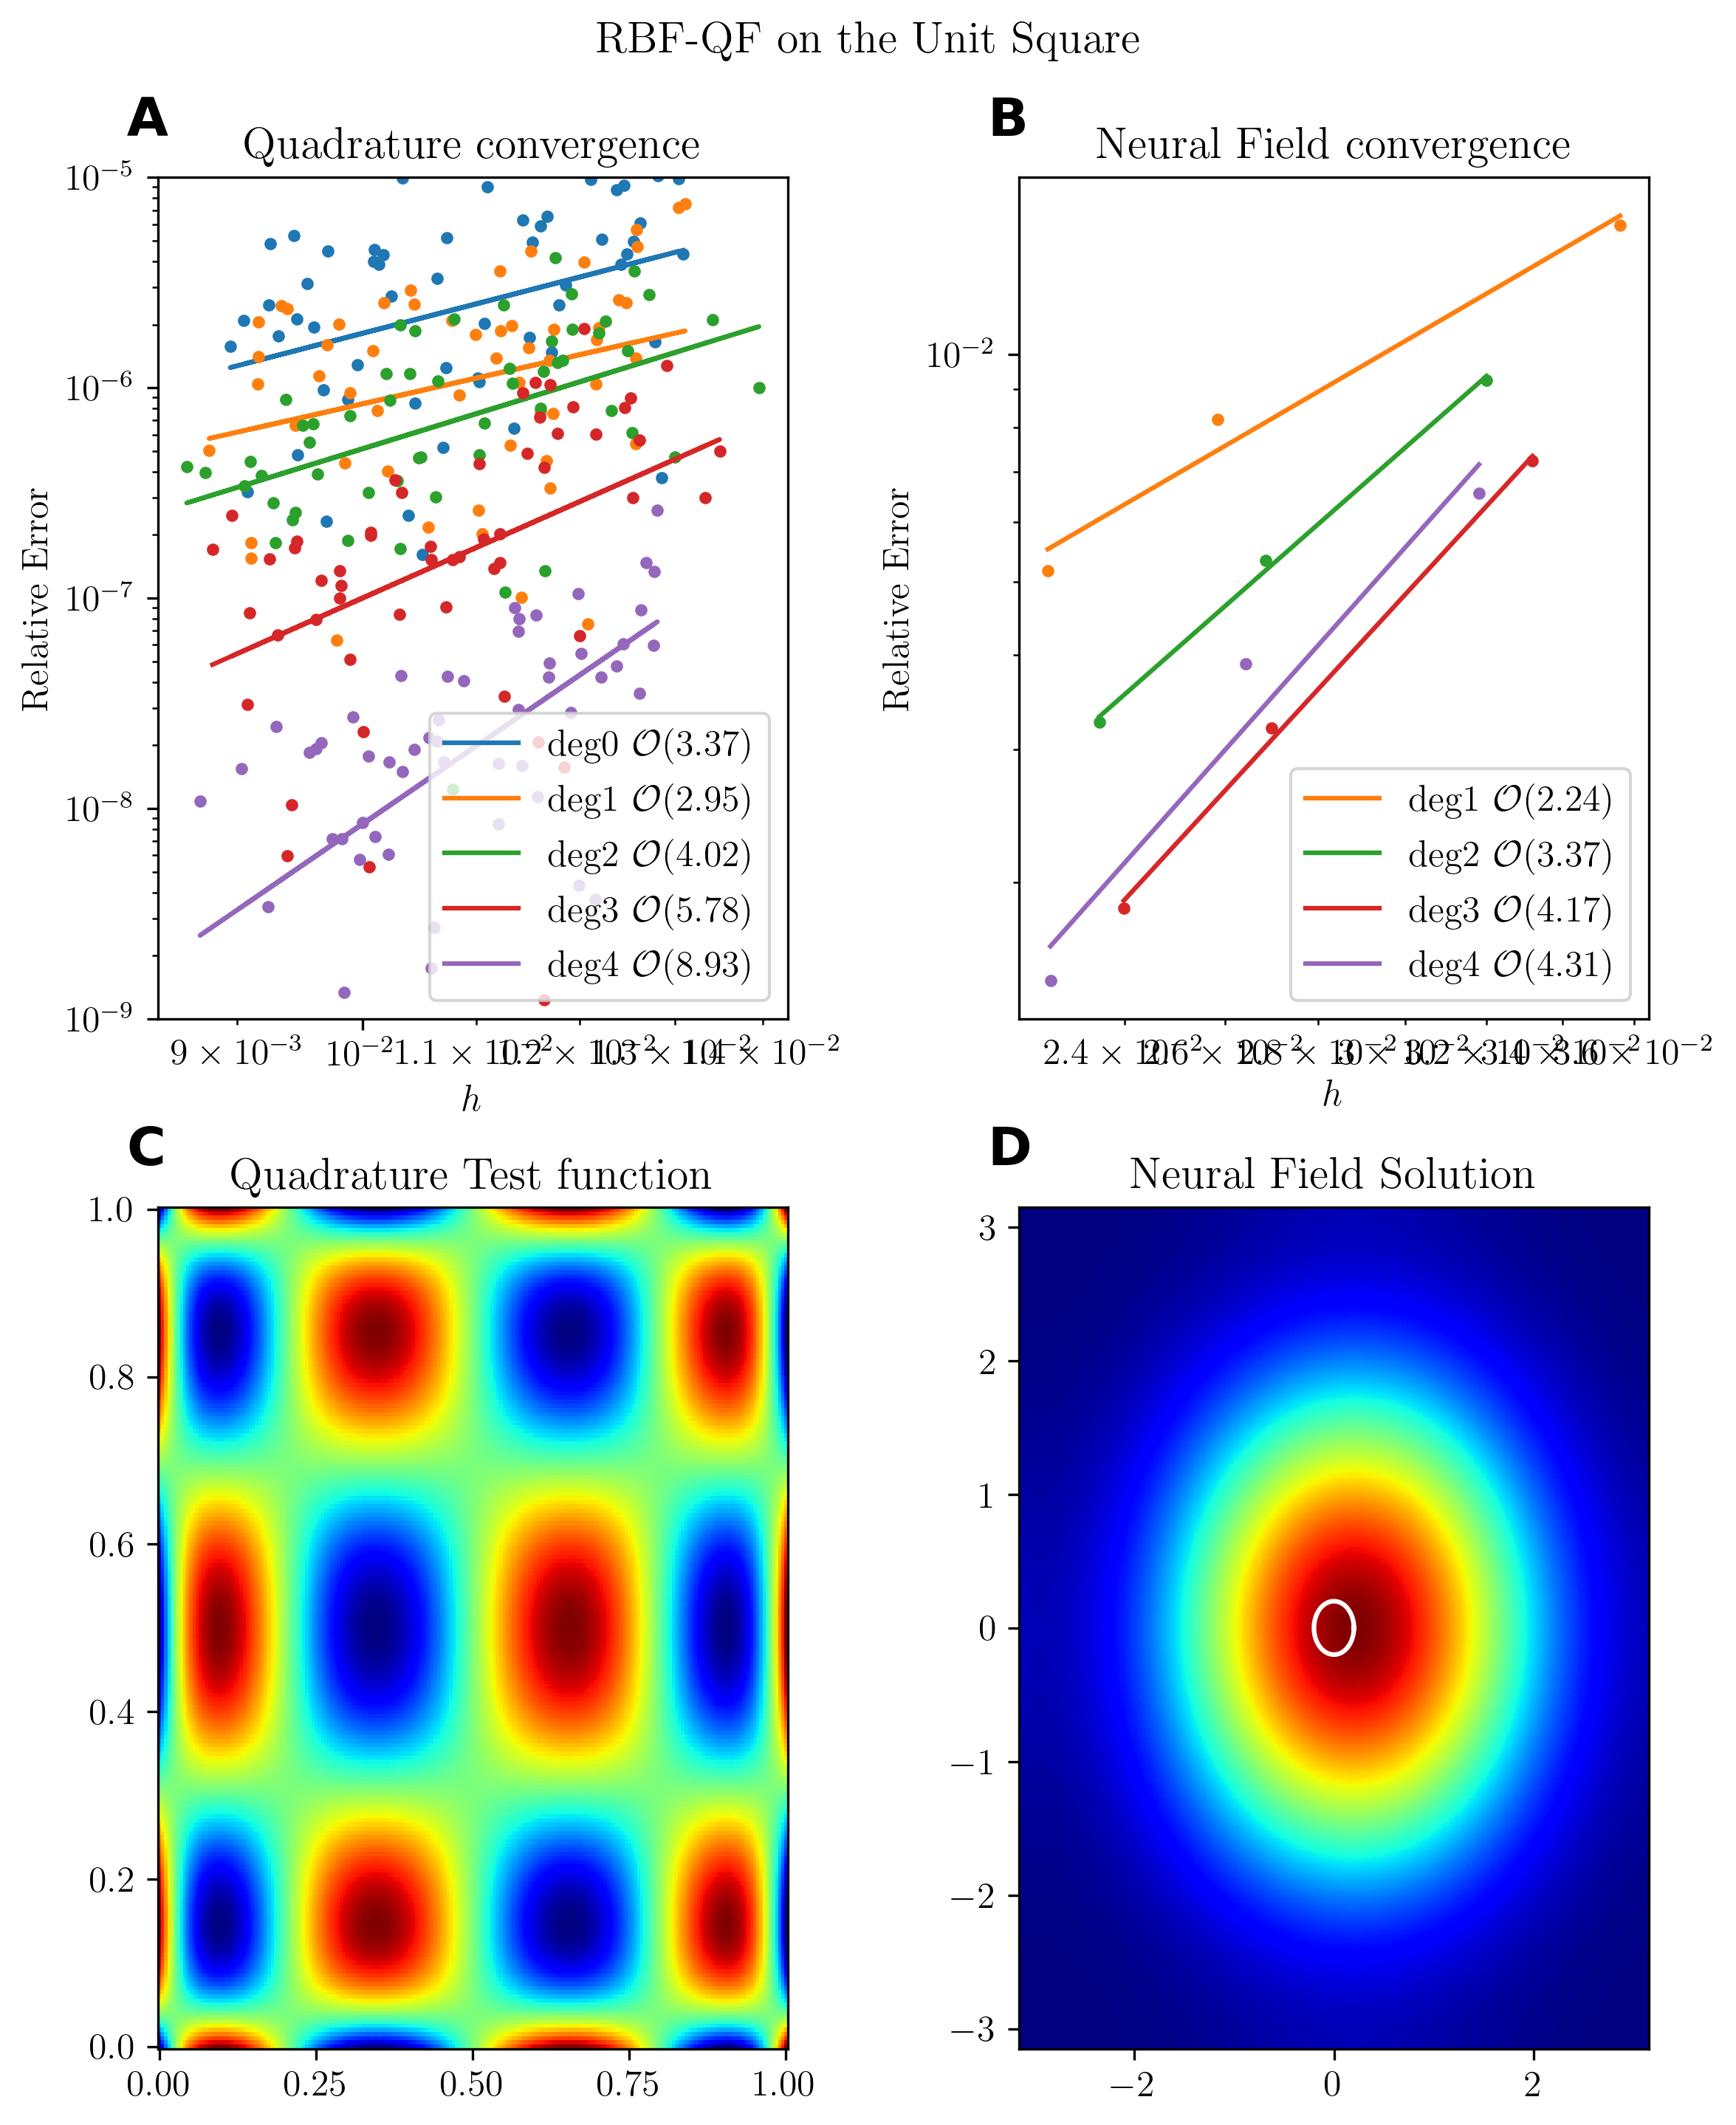 RBF-QF on the Unit Square
A
Quadrature convergence
Relative Error
10⁻⁵
10⁻⁶
10⁻⁷
10⁻⁸
10⁻⁹
deg0 𝒪(3.37)
deg1 𝒪(2.95)
deg2 𝒪(4.02)
deg3 𝒪(5.78)
deg4 𝒪(8.93)
9 × 10⁻³
10⁻²
h
B
Neural Field convergence
Relative Error
10⁻²
deg1 𝒪(2.24)
deg2 𝒪(3.37)
deg3 𝒪(4.17)
deg4 𝒪(4.31)
h
C
Quadrature Test function
1.0
0.8
0.6
0.4
0.2
0.0
0.00 0.25 0.50 0.75 1.00
D
Neural Field Solution
3
2
1
0
−1
−2
−3
−2 0 2